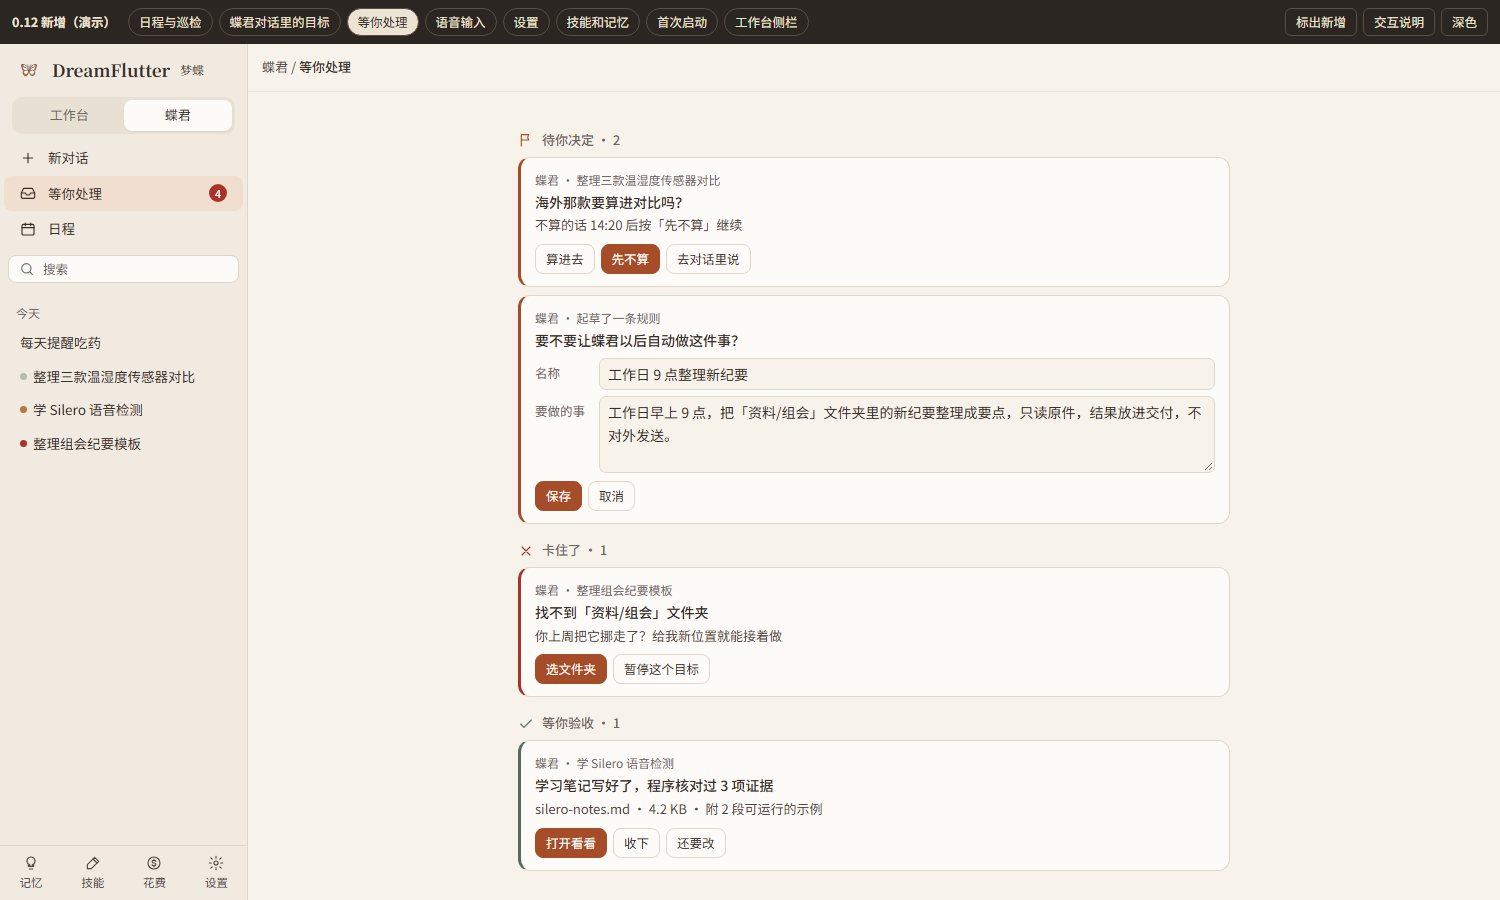 0.12 新增（演示）
日程与巡检
蝶君对话里的目标
等你处理
语音输入
设置
技能和记忆
首次启动
工作台侧栏
标出新增
交互说明
深色
DreamFlutter 梦蝶
工作台
蝶君
新对话
等你处理
4
日程
搜索
今天
每天提醒吃药
整理三款温湿度传感器对比
学 Silero 语音检测
整理组会纪要模板
记忆
技能
花费
设置
蝶君 / 等你处理
待你决定 · 2
蝶君 · 整理三款温湿度传感器对比
海外那款要算进对比吗？
不算的话 14:20 后按「先不算」继续
算进去
先不算
去对话里说
蝶君 · 起草了一条规则
要不要让蝶君以后自动做这件事？
名称
工作日 9 点整理新纪要
要做的事
工作日早上 9 点，把「资料/组会」文件夹里的新纪要整理成要点，只读原件，结果放进交付，不
对外发送。
保存
取消
卡住了 · 1
蝶君 · 整理组会纪要模板
找不到「资料/组会」文件夹
你上周把它挪走了？给我新位置就能接着做
选文件夹
暂停这个目标
等你验收 · 1
蝶君 · 学 Silero 语音检测
学习笔记写好了，程序核对过 3 项证据
silero-notes.md · 4.2 KB · 附 2 段可运行的示例
打开看看
收下
还要改